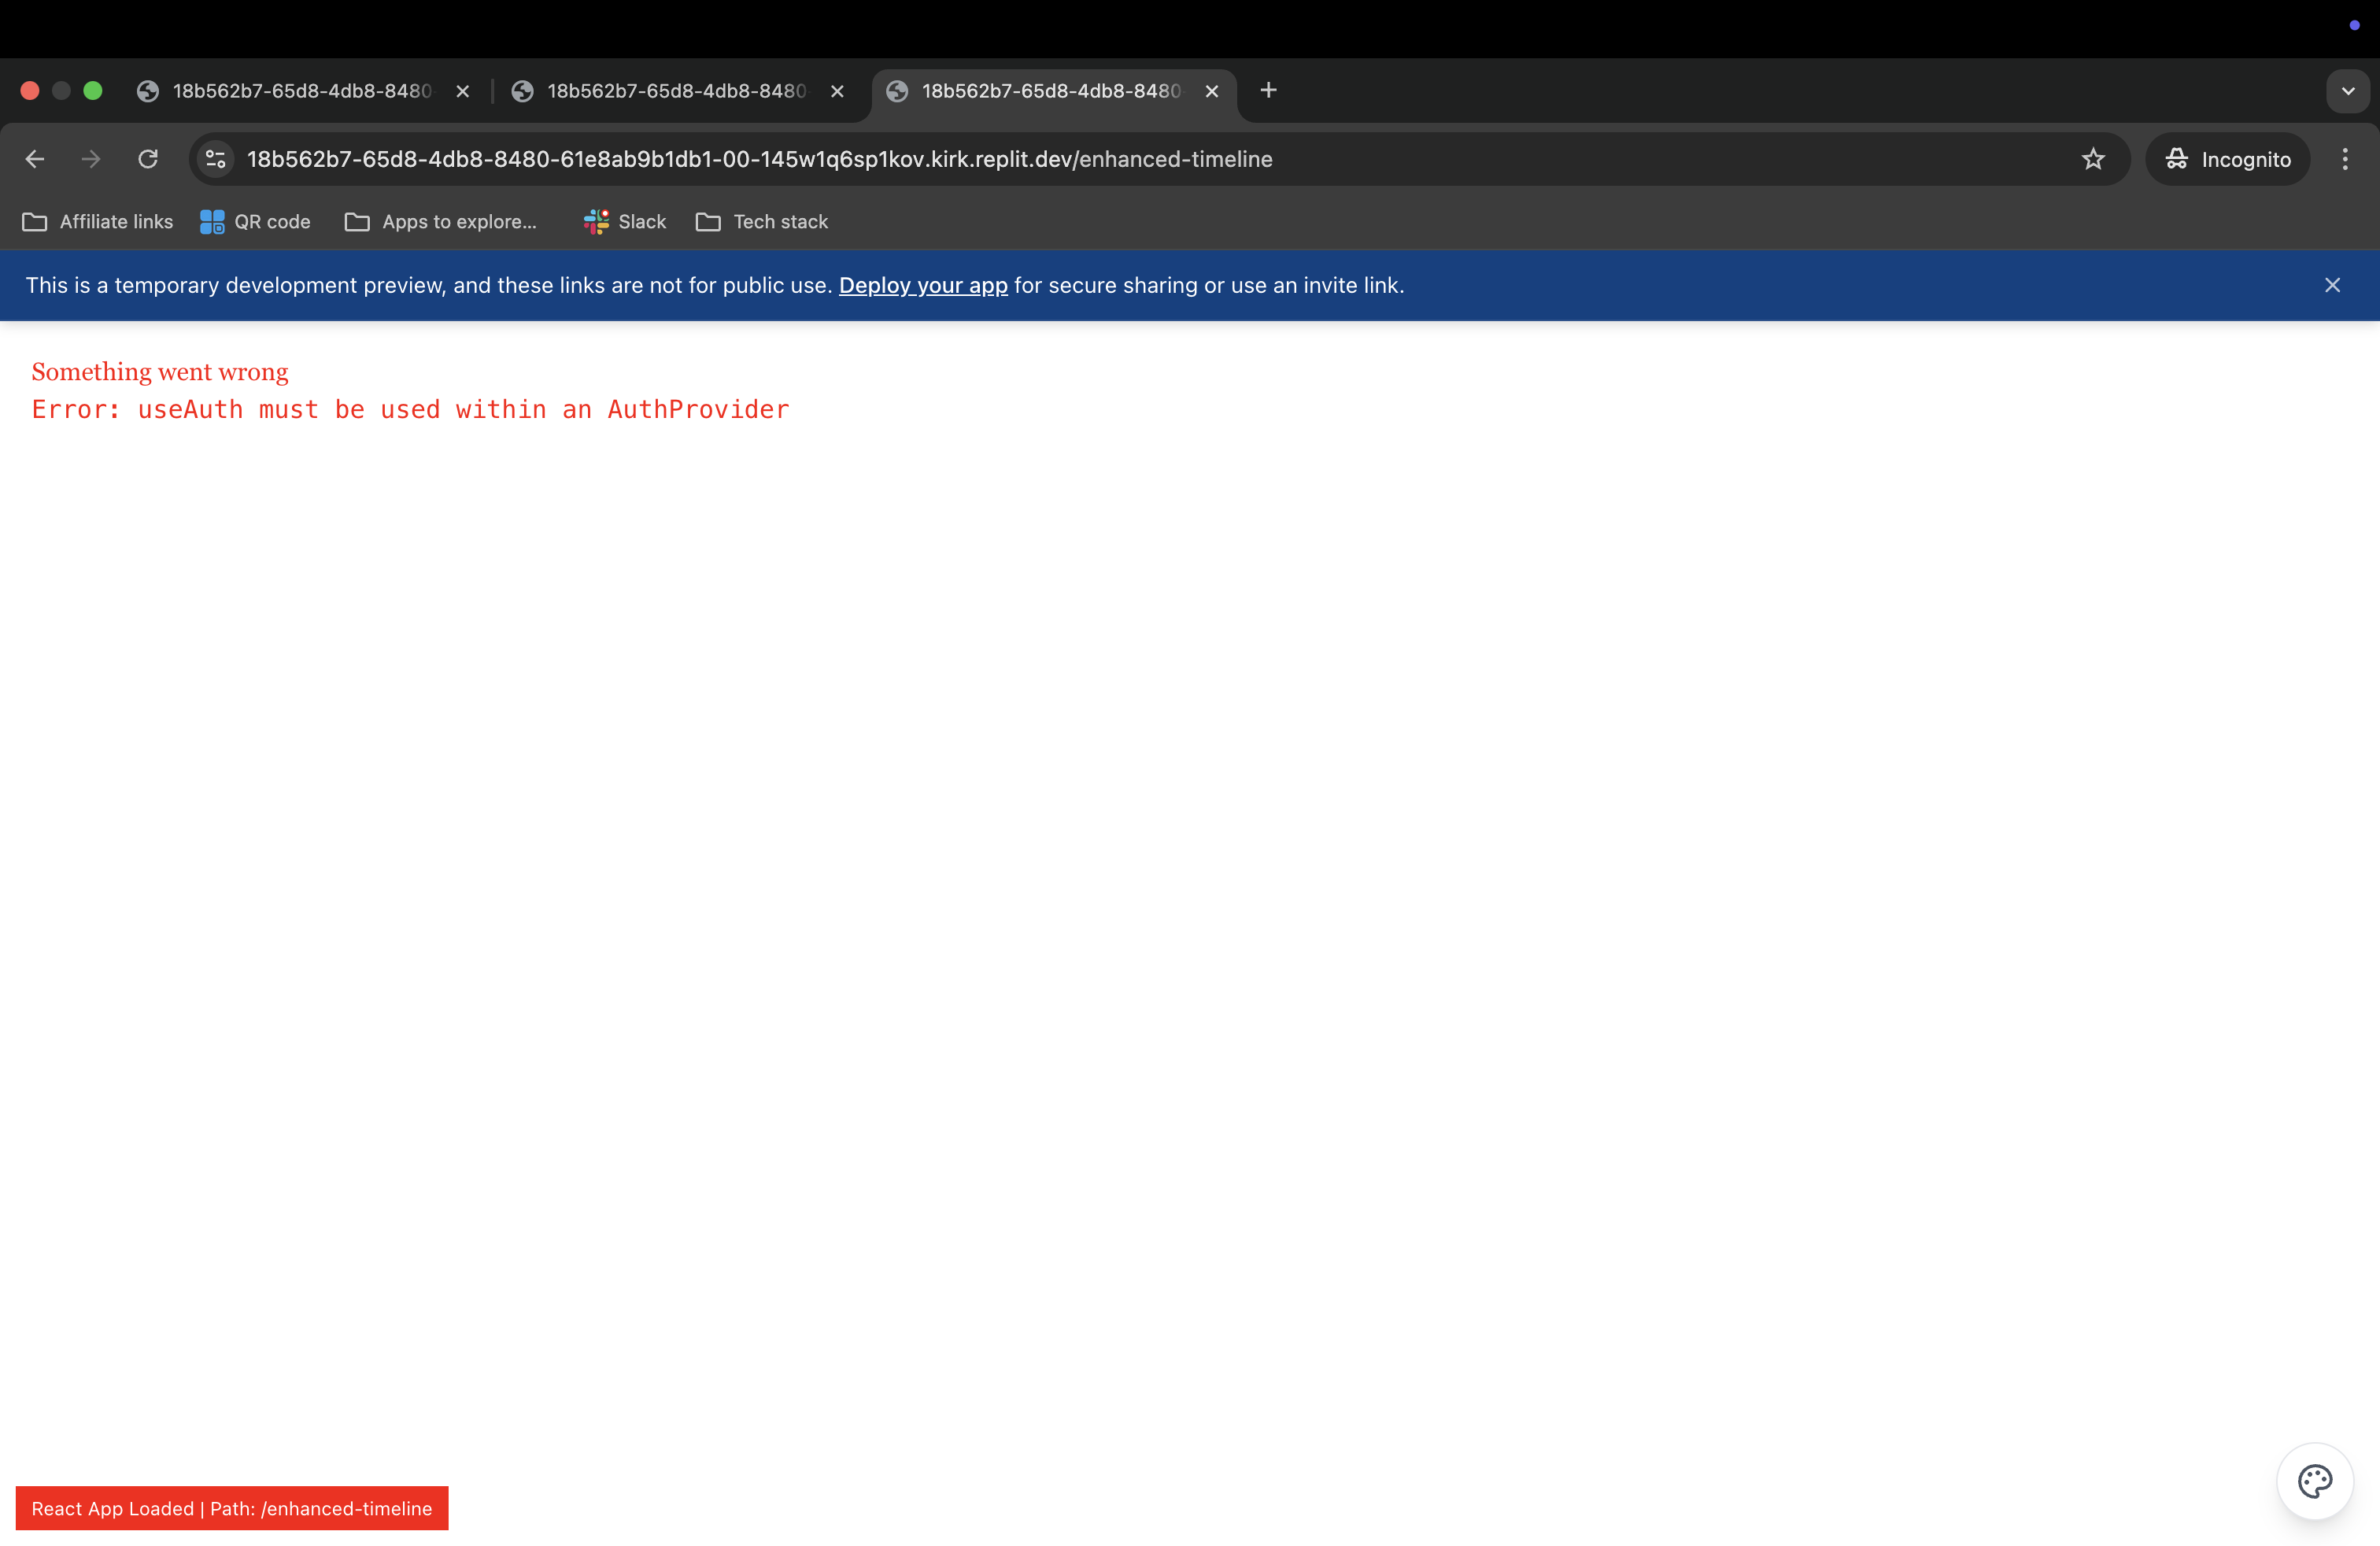 18b562b7-65d8-4db8-8480
18b562b7-65d8-4db8-8480
18b562b7-65d8-4db8-8480
18b562b7-65d8-4db8-8480-61e8ab9b1db1-00-145w1q6sp1kov.kirk.replit.dev/enhanced-timeline
Incognito
Affiliate links
QR code
Apps to explore...
Slack
Tech stack
This is a temporary development preview, and these links are not for public use. Deploy your app for secure sharing or use an invite link.
Something went wrong
Error: useAuth must be used within an AuthProvider
React App Loaded | Path: /enhanced-timeline